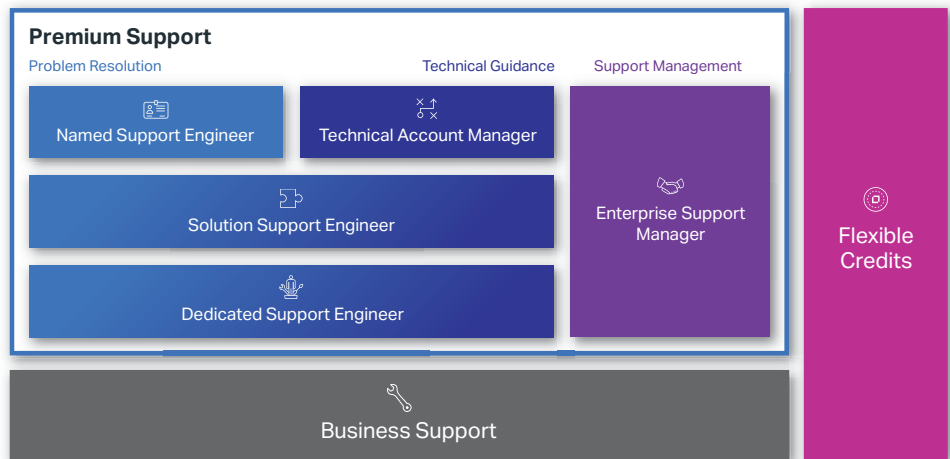 Premium Support
Problem Resolution
Technical Guidance
Support Management
Named Support Engineer
Technical Account Manager
Solution Support Engineer
Dedicated Support Engineer
Enterprise Support
Manager
Flexible
Credits
Business Support